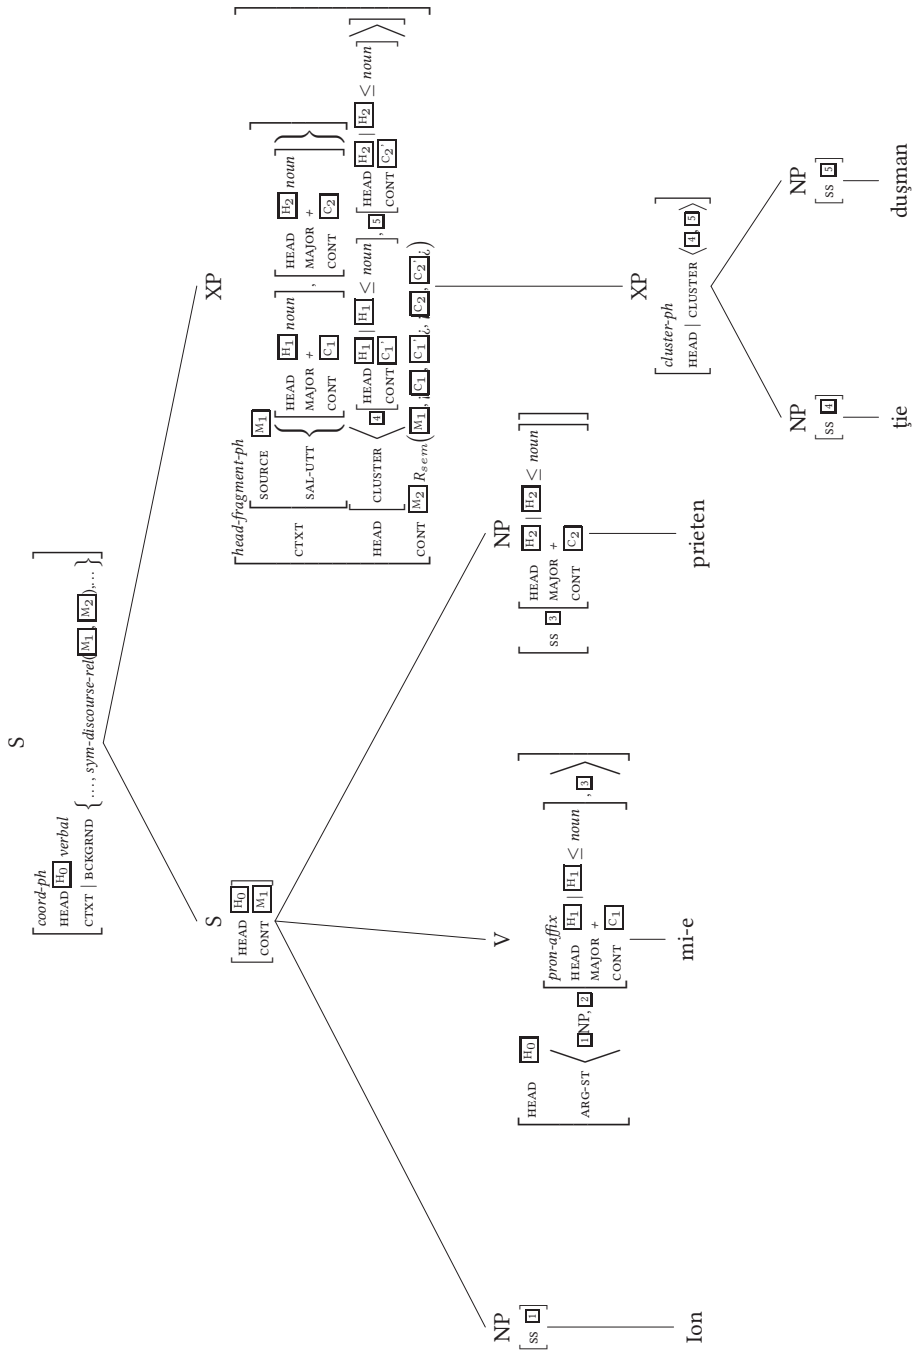 S
coord-ph
HEAD H0 verbal
CTXT | BCKGRND {…, sym-discourse-rel(M1, M2),…}
S
HEAD H0
CONT M1
XP
head-fragment-ph
CTXT
SOURCE M1
SAL-UTT
HEAD H1 noun
MAJOR +
CONT C1
,
HEAD H2 noun
MAJOR +
CONT C2
HEAD
CLUSTER
4
HEAD H1 | H1 ≤ noun
CONT C1'
, 5
HEAD H2 | H2 ≤ noun
CONT C2'
CONT M2 Rsem(M1, ¡C1, C1'¿, ¡C2, C2'¿)
NP
ss 1
Ion
V
HEAD H0
ARG-ST
1NP, 2
pron-affix
HEAD H1 | H1 ≤ noun
MAJOR +
CONT C1
, 3
mi-e
NP
ss 3
HEAD H2 | H2 ≤ noun
MAJOR +
CONT C2
prieten
XP
cluster-ph
HEAD | CLUSTER ⟨4, 5⟩
NP
ss 4
ţie
NP
ss 5
duşman